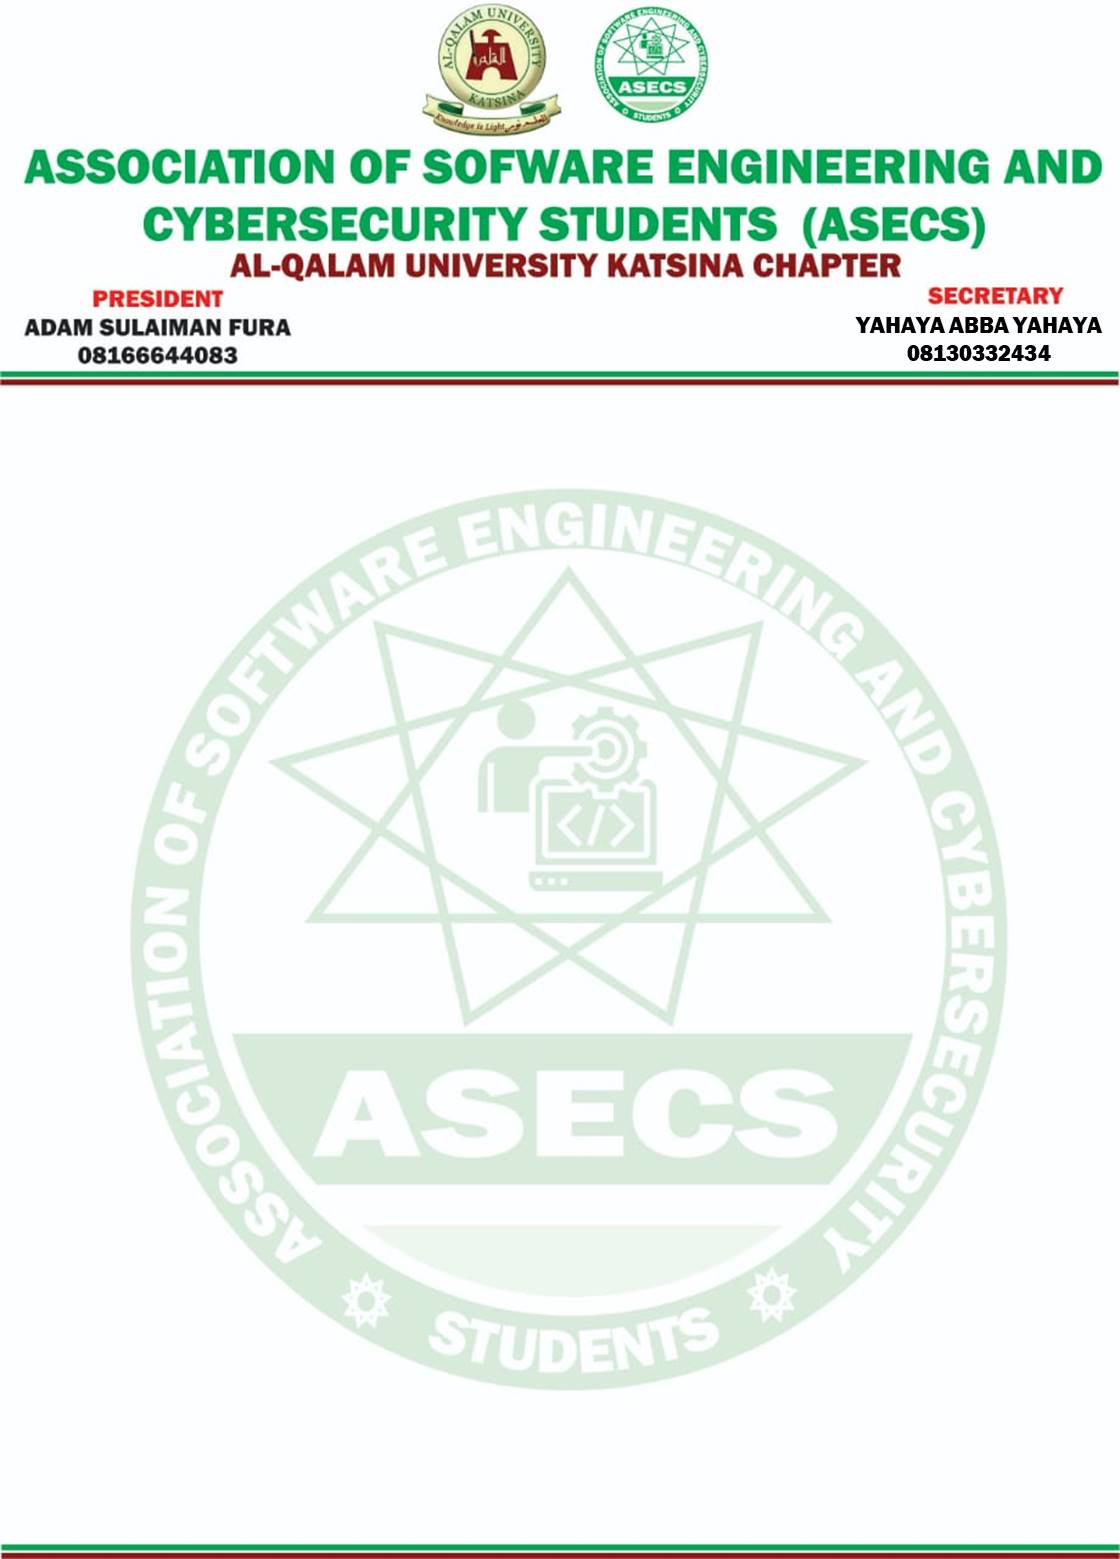 AL-QALAM UNIVERSITY
القلم
KATSINA
Knowledge is Light
ASSOCIATION OF SOFTWARE ENGINEERING AND CYBERSECURITY
ASECS
STUDENTS
ASSOCIATION OF SOFWARE ENGINEERING AND
CYBERSECURITY STUDENTS (ASECS)
AL-QALAM UNIVERSITY KATSINA CHAPTER
PRESIDENT
ADAM SULAIMAN FURA
08166644083
SECRETARY
YAHAYA ABBA YAHAYA
08130332434
ASSOCIATION OF SOFTWARE ENGINEERING AND CYBERSECURITY
</>
ASECS
STUDENTS